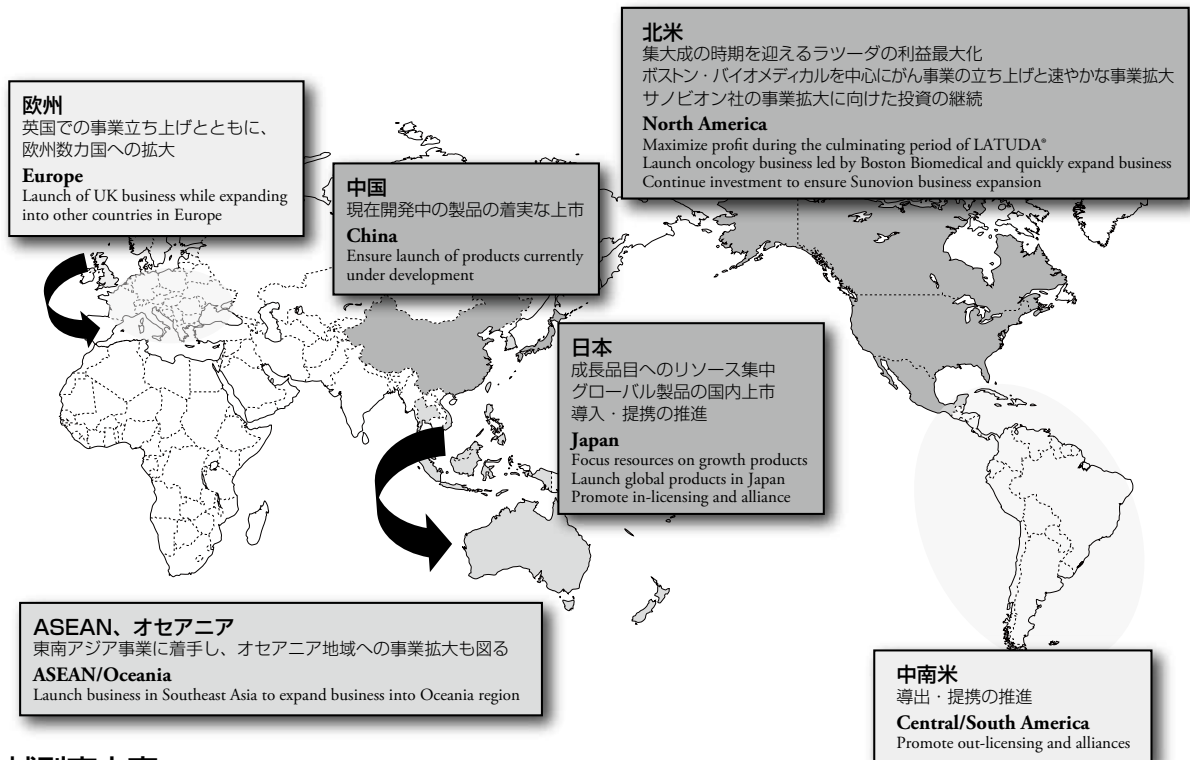 北米
集大成の時期を迎えるラツーダの利益最大化
ボストン・バイオメディカルを中心にがん事業の立ち上げと速やかな事業拡大
サノビオン社の事業拡大に向けた投資の継続
North America
Maximize profit during the culminating period of LATUDA®
Launch oncology business led by Boston Biomedical and quickly expand business
Continue investment to ensure Sunovion business expansion
欧州
英国での事業立ち上げとともに、
欧州数カ国への拡大
Europe
Launch of UK business while expanding
into other countries in Europe
中国
現在開発中の製品の着実な上市
China
Ensure launch of products currently
under development
日本
成長品目へのリソース集中
グローバル製品の国内上市
導入・提携の推進
Japan
Focus resources on growth products
Launch global products in Japan
Promote in-licensing and alliance
ASEAN、オセアニア
東南アジア事業に着手し、オセアニア地域への事業拡大も図る
ASEAN/Oceania
Launch business in Southeast Asia to expand business into Oceania region
中南米
導出・提携の推進
Central/South America
Promote out-licensing and alliances